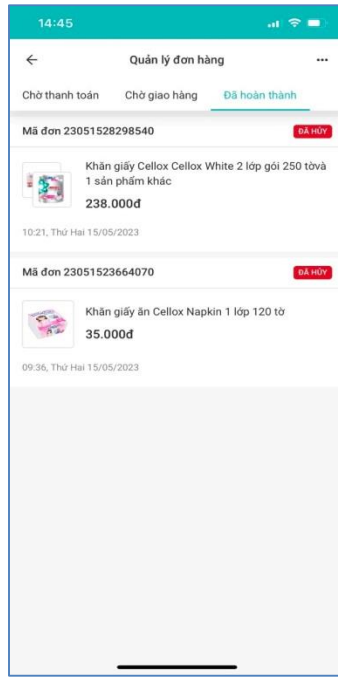 14:45
Quản lý đơn hàng
Chờ thanh toán Chờ giao hàng Đã hoàn thành
Mã đơn 23051528298540 ĐÃ HỦY
Khăn giấy Cellox Cellox White 2 lớp gói 250 tờvà
1 sản phẩm khác
238.000đ
10:21, Thứ Hai 15/05/2023
Mã đơn 23051523664070 ĐÃ HỦY
Khăn giấy ăn Cellox Napkin 1 lớp 120 tờ
35.000đ
09:36, Thứ Hai 15/05/2023